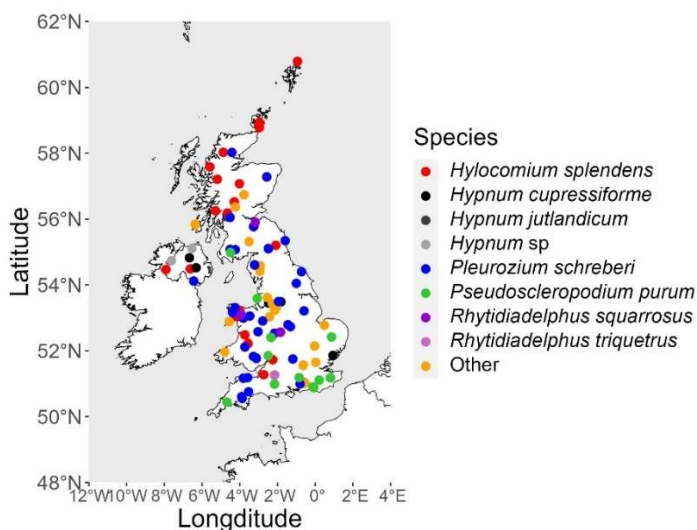 62°N
60°N
58°N
56°N
54°N
52°N
50°N
48°N
12°W 10°W 8°W 6°W 4°W 2°W 0° 2°E 4°E
Latitude
Longditude
Species
Hylocomium splendens
Hypnum cupressiforme
Hypnum jutlandicum
Hypnum sp
Pleurozium schreberi
Pseudoscleropodium purum
Rhytidiadelphus squarrosus
Rhytidiadelphus triquetrus
Other